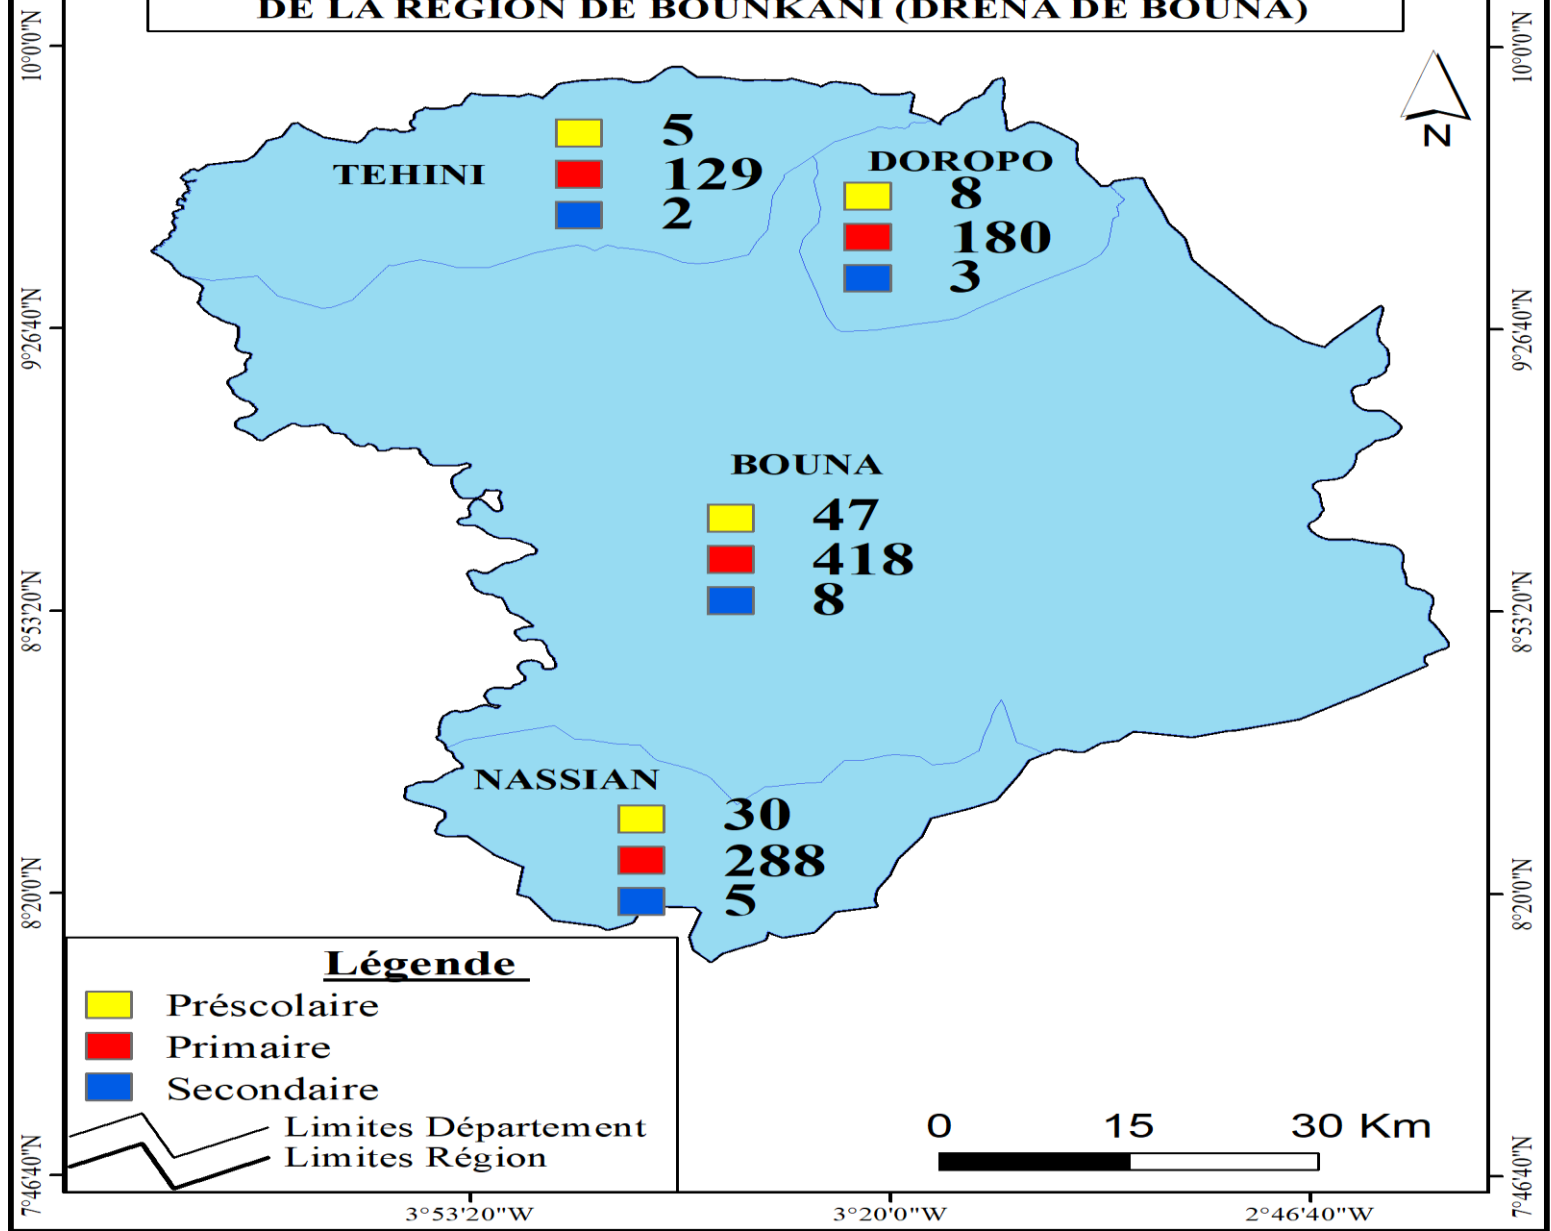 DE LA REGION DE BOUNKANI (DRENA DE BOUNA)
10°0'0"N
10°0'0"N
N
TEHINI
5
129
2
DOROPO
8
180
3
9°26'40"N
9°26'40"N
BOUNA
47
418
8
8°53'20"N
8°53'20"N
NASSIAN
30
288
5
8°20'0"N
8°20'0"N
Légende
Préscolaire
Primaire
Secondaire
Limites Département
Limites Région
0 15 30 Km
7°46'40"N
7°46'40"N
3°53'20"W 3°20'0"W 2°46'40"W